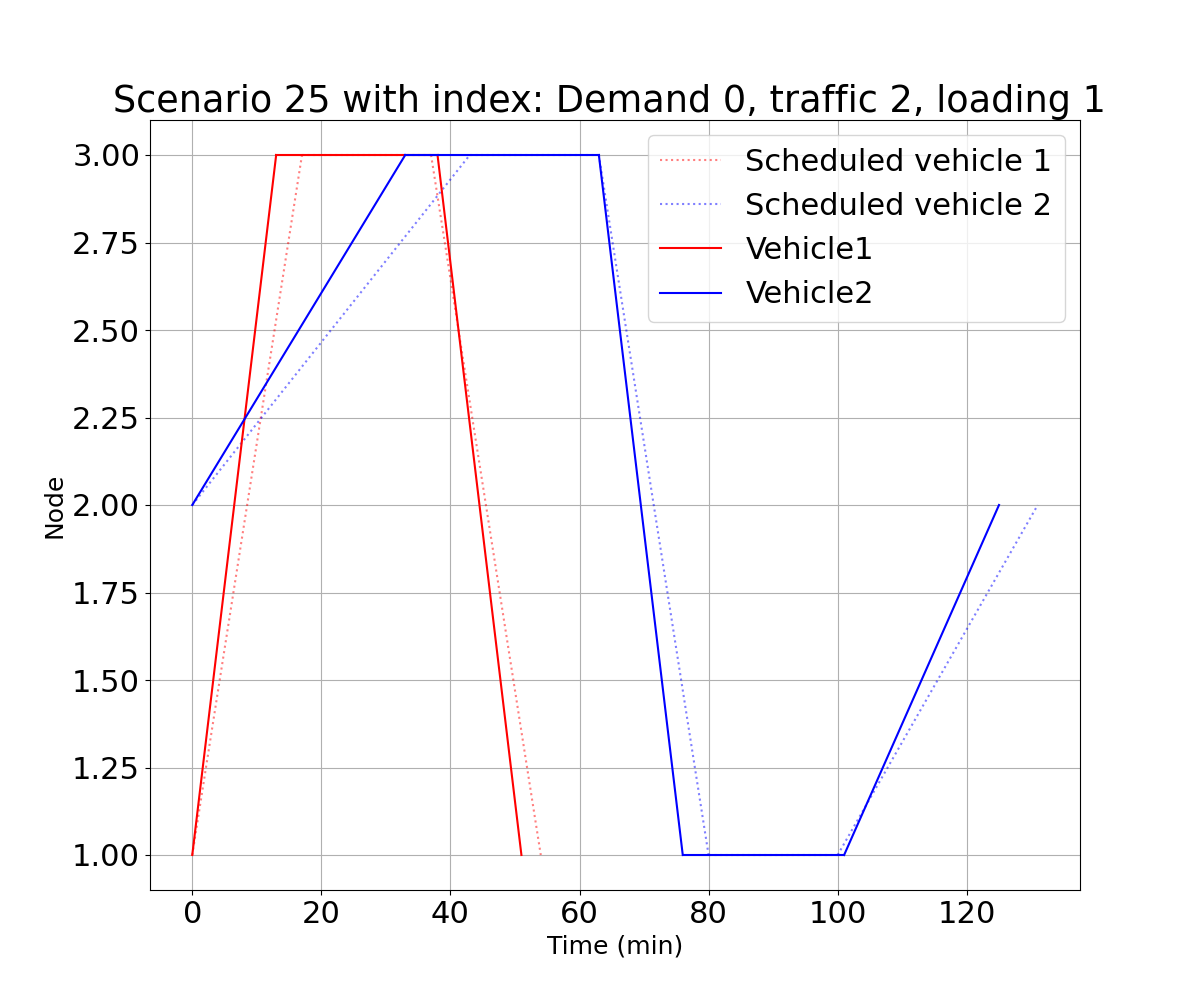 Scenario 25 with index: Demand 0, traffic 2, loading 1
Scheduled vehicle 1
Scheduled vehicle 2
Vehicle1
Vehicle2
3.00
2.75
2.50
2.25
2.00
1.75
1.50
1.25
1.00
Node
0 20 40 60 80 100 120
Time (min)